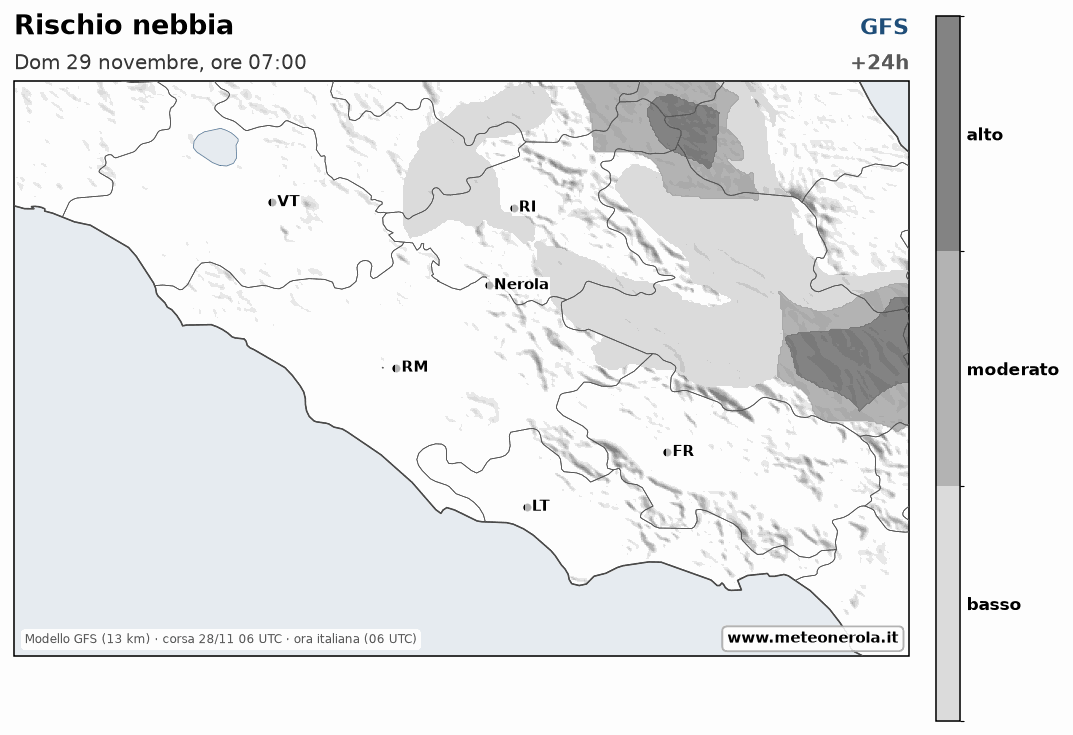 Rischio nebbia
GFS
Dom 29 novembre, ore 07:00
+24h
alto
VT
RI
Nerola
RM
moderato
FR
LT
basso
Modello GFS (13 km) · corsa 28/11 06 UTC · ora italiana (06 UTC)
www.meteonerola.it